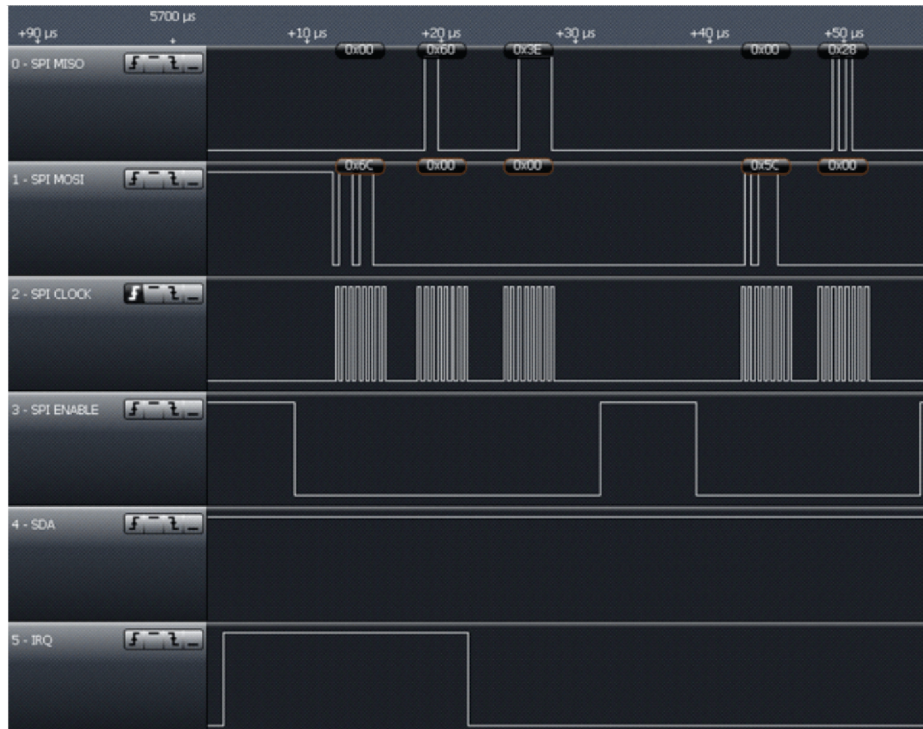 5700 μs
+90 μs +10 μs +20 μs +30 μs +40 μs +50 μs
0x00 0x60 0x3E 0x00 0x28
0 - SPI MISO
0x6C 0x00 0x00 0x5C 0x00
1 - SPI MOSI
2 - SPI CLOCK
3 - SPI ENABLE
4 - SDA
5 - IRQ